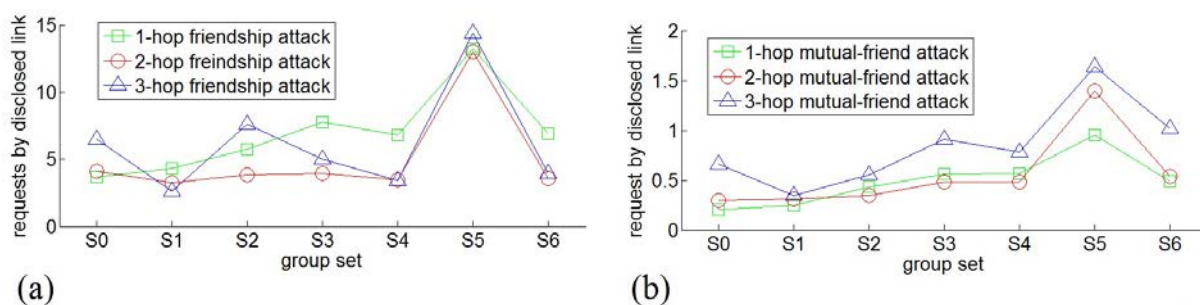 15
10
5
0
requests by disclosed link
1-hop friendship attack
2-hop freindship attack
3-hop friendship attack
S0 S1 S2 S3 S4 S5 S6
group set
(a)
2
1.5
1
0.5
0
request by disclosed link
1-hop mutual-friend attack
2-hop mutual-friend attack
3-hop mutual-friend attack
S0 S1 S2 S3 S4 S5 S6
group set
(b)